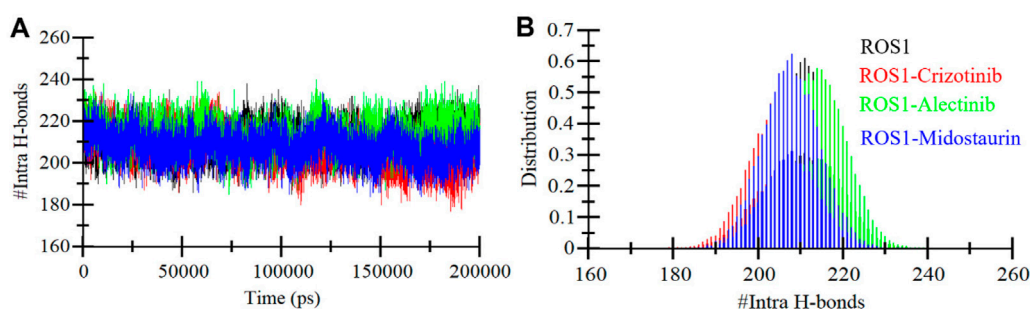 A
#Intra H-bonds
260
240
220
200
180
160
0
50000
100000
150000
200000
Time (ps)
B
Distribution
0.7
0.6
0.5
0.4
0.3
0.2
0.1
0
160
180
200
220
240
260
#Intra H-bonds
ROS1
ROS1-Crizotinib
ROS1-Alectinib
ROS1-Midostaurin